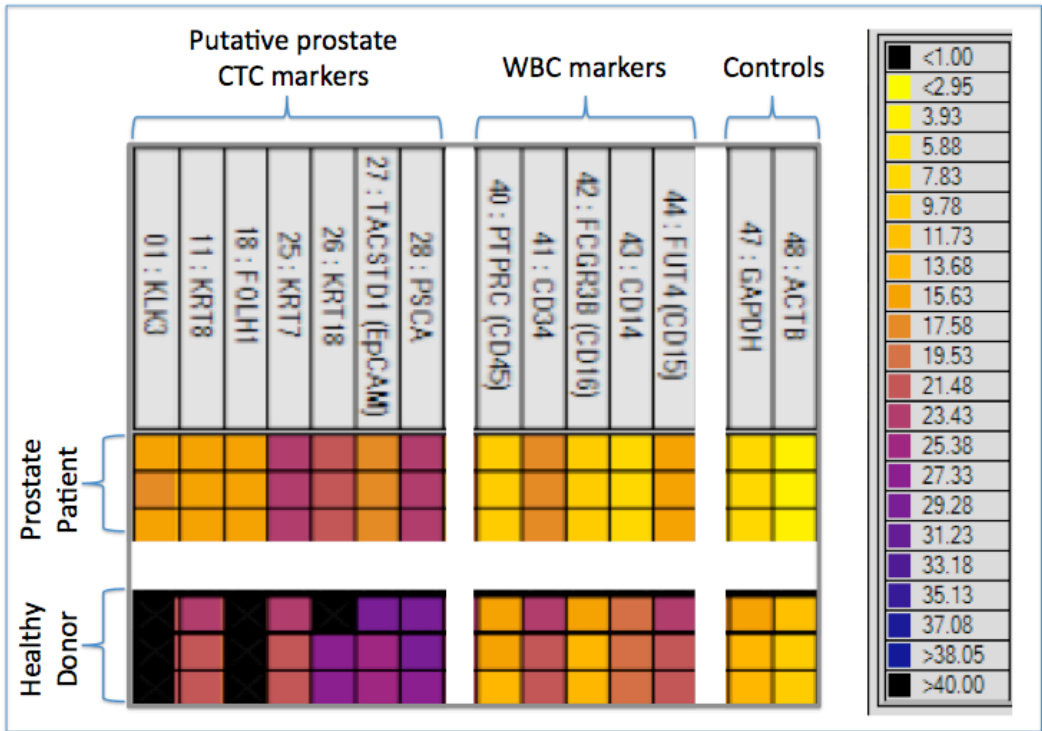 Putative prostate
CTC markers
WBC markers
Controls
01 : KLK3
11 : KRT8
18 : FOLH1
25 : KRT7
26 : KRT18
27 : TACSTD1 (EpCAM)
28 : PSCA
40 : PTPRC (CD45)
41 : CD34
42 : FCGR3B (CD16)
43 : CD14
44 : FUT4 (CD15)
47 : GAPDH
48 : ACTB
Prostate
Patient
Healthy
Donor
<1.00
<2.95
3.93
5.88
7.83
9.78
11.73
13.68
15.63
17.58
19.53
21.48
23.43
25.38
27.33
29.28
31.23
33.18
35.13
37.08
>38.05
>40.00